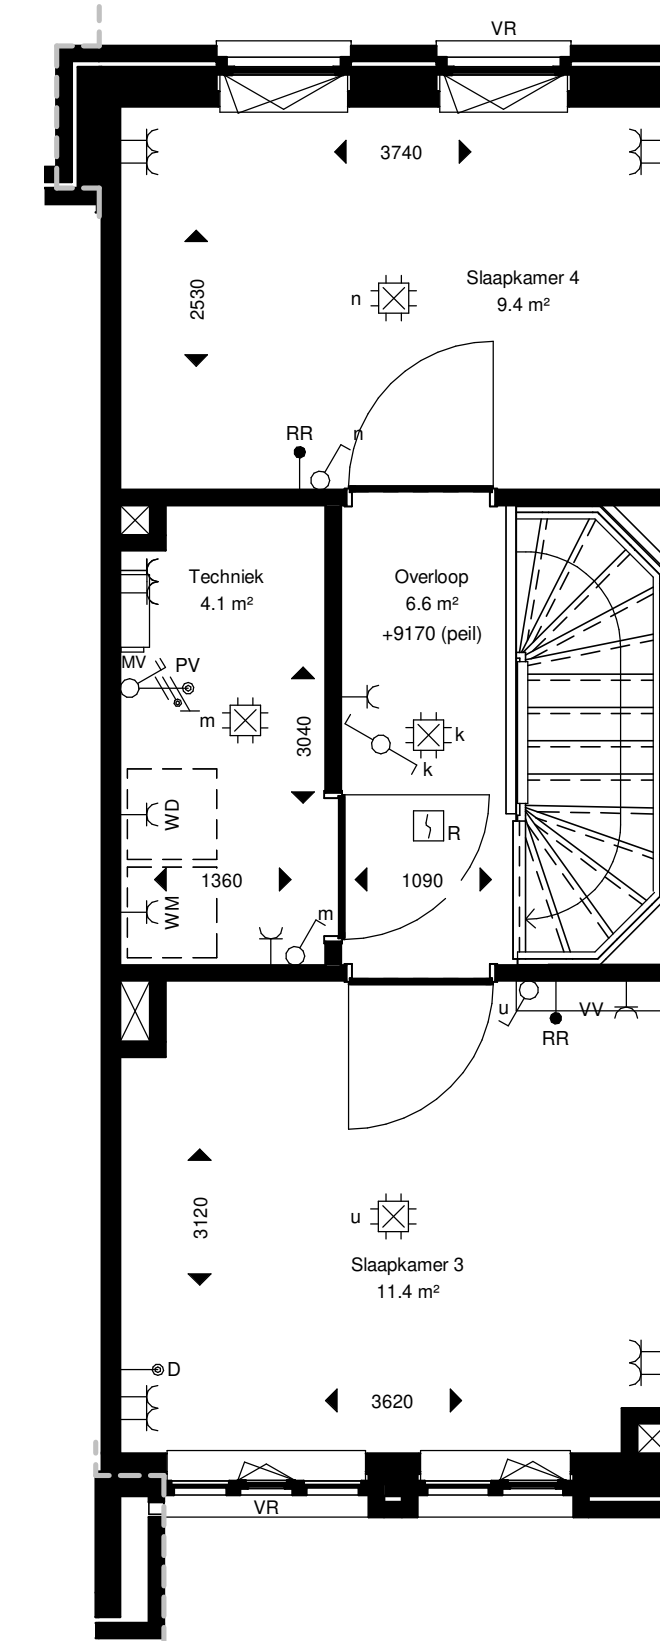 VR
3740
2530
Slaapkamer 4
9.4 m²
n
RR
n
Techniek
4.1 m²
Overloop
6.6 m²
+9170 (peil)
MV
PV
m
3040
k
k
WD
R
1360
1090
WM
m
u
VV
RR
3120
u
Slaapkamer 3
11.4 m²
D
3620
VR